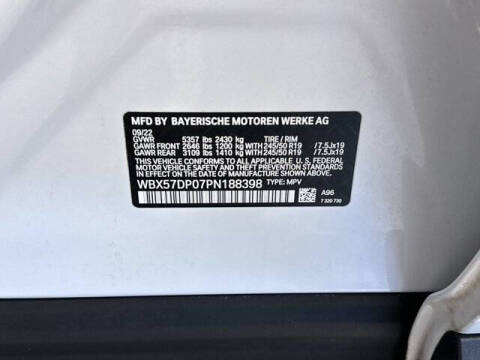 MFD BY BAYERISCHE MOTOREN WERKE AG
09/22 TIRE / RIM
GVWR 5357 lbs 2430 kg
GAWR FRONT 2646 lbs 1200 kg WITH 245/50 R19 /7.5Jx19
GAWR REAR 3109 lbs 1410 kg WITH 245/50 R19 /7.5Jx19
THIS VEHICLE CONFORMS TO ALL APPLICABLE U. S. FEDERAL
MOTOR VEHICLE SAFETY AND THEFT PREVENTION STANDARDS IN
EFFECT ON THE DATE OF MANUFACTURE SHOWN ABOVE.
WBX57DP07PN188398 TYPE: MPV
A96
7 320 730